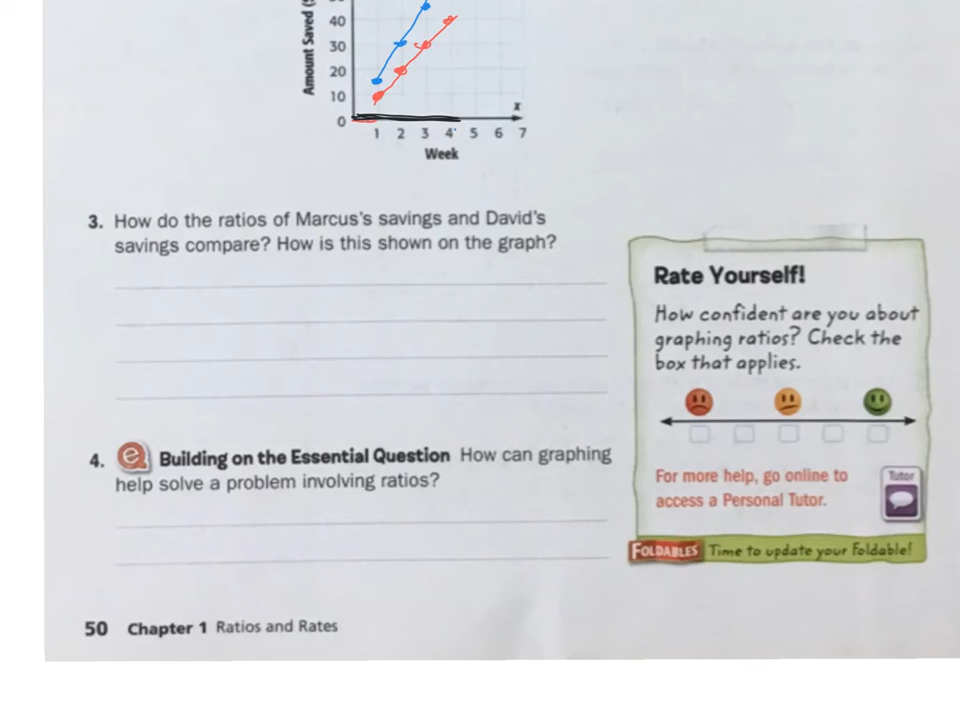 Amount Saved
40
30
20
10
0
x
1 2 3 4 5 6 7
Week
3. How do the ratios of Marcus's savings and David's
savings compare? How is this shown on the graph?
Rate Yourself!
How confident are you about
graphing ratios? Check the
box that applies.
4. e Building on the Essential Question How can graphing
help solve a problem involving ratios?
For more help, go online to
access a Personal Tutor.
Tutor
FOLDABLES Time to update your Foldable!
50 Chapter 1 Ratios and Rates